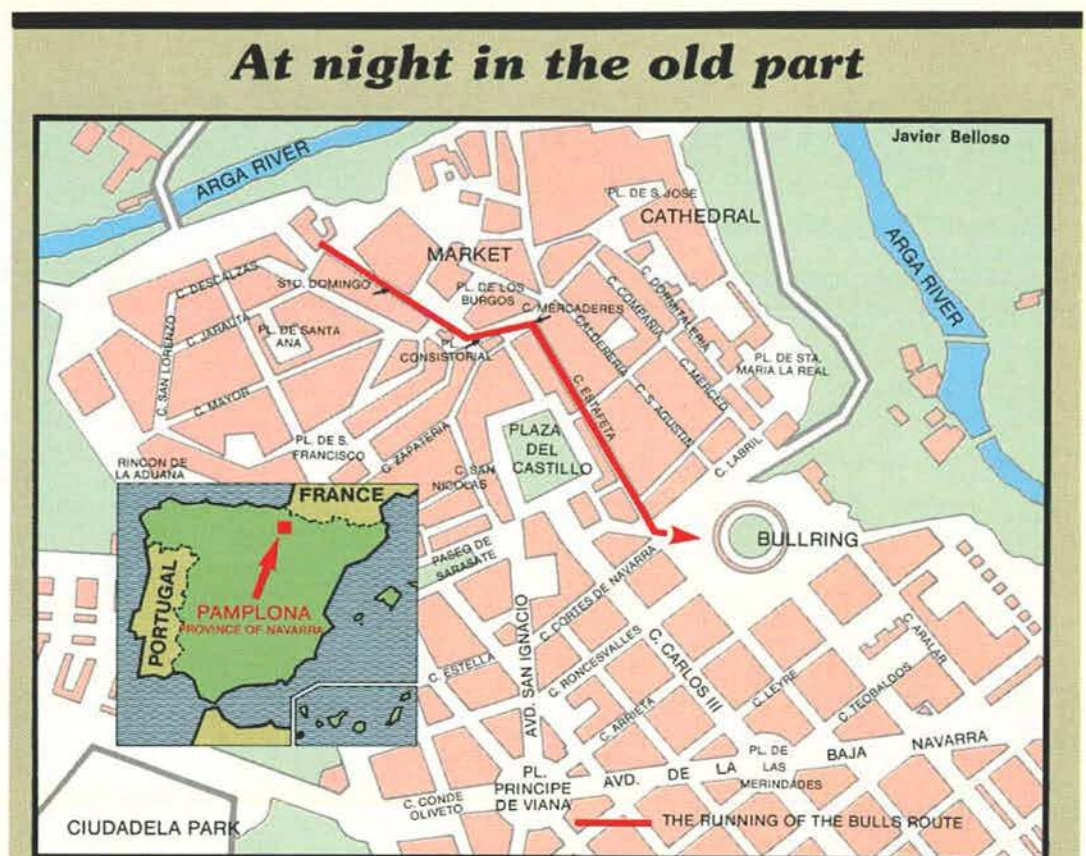 At night in the old part
Javier Belloso
ARGA RIVER
PL. DE S. JOSE
CATHEDRAL
MARKET
ARGA RIVER
C. DESCALZAS
STO. DOMINGO
PL. DE LOS
BURGOS
C. MERCADERES
C. COMPAÑIA
C. DORMITALERIA
C. JARAUTA
PL. DE SANTA
ANA
PL.
CONSISTORIAL
CALDERERIA
C. SAN LORENZO
C. MAYOR
C. ESTAFETA
C. S. AGUSTIN
C. MERCED
PL. DE STA.
MARIA LA REAL
PL. DE S.
FRANCISCO
C. ZAPATERIA
PLAZA
DEL
CASTILLO
C. LABRIL
RINCON DE
LA ADUANA
C. SAN
NICOLAS
FRANCE
BULLRING
PASEO DE
SARASATE
PORTUGAL
PAMPLONA
PROVINCE OF NAVARRA
C. CORTES DE NAVARRA
AVD. SAN IGNACIO
C. ESTELLA
C. RONCESVALLES
C. CARLOS III
C. ARALAR
C. LEYRE
C. TEOBALDOS
C. ARRIETA
PL.
PRINCIPE
DE VIANA
AVD. DE LA BAJA NAVARRA
PL. DE
LAS
MERINDADES
C. CONDE
OLIVETO
CIUDADELA PARK
THE RUNNING OF THE BULLS ROUTE